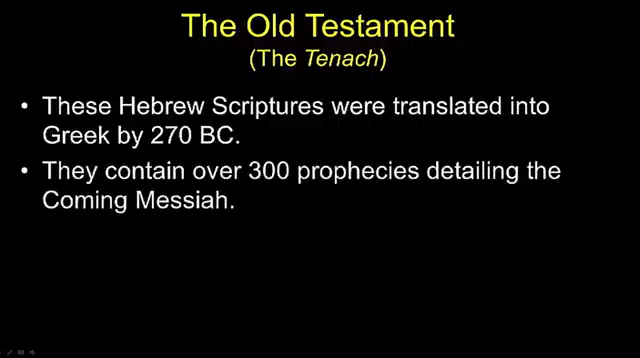 The Old Testament
(The Tenach)
• These Hebrew Scriptures were translated into
Greek by 270 BC.
• They contain over 300 prophecies detailing the
Coming Messiah.